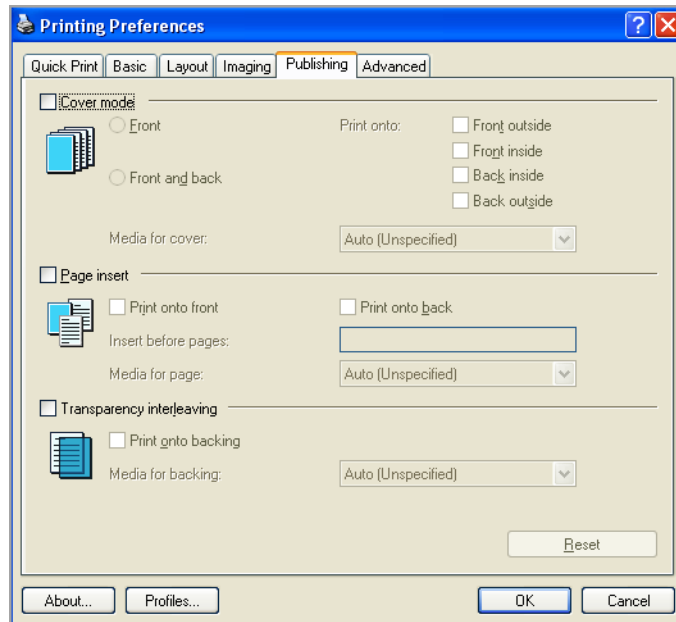 Printing Preferences
Quick Print Basic Layout Imaging Publishing Advanced
Cover mode
Front Print onto: Front outside
Front inside
Front and back Back inside
Back outside
Media for cover: Auto (Unspecified)
Page insert
Print onto front Print onto back
Insert before pages:
Media for page: Auto (Unspecified)
Transparency interleaving
Print onto backing
Media for backing: Auto (Unspecified)
Reset
About... Profiles... OK Cancel